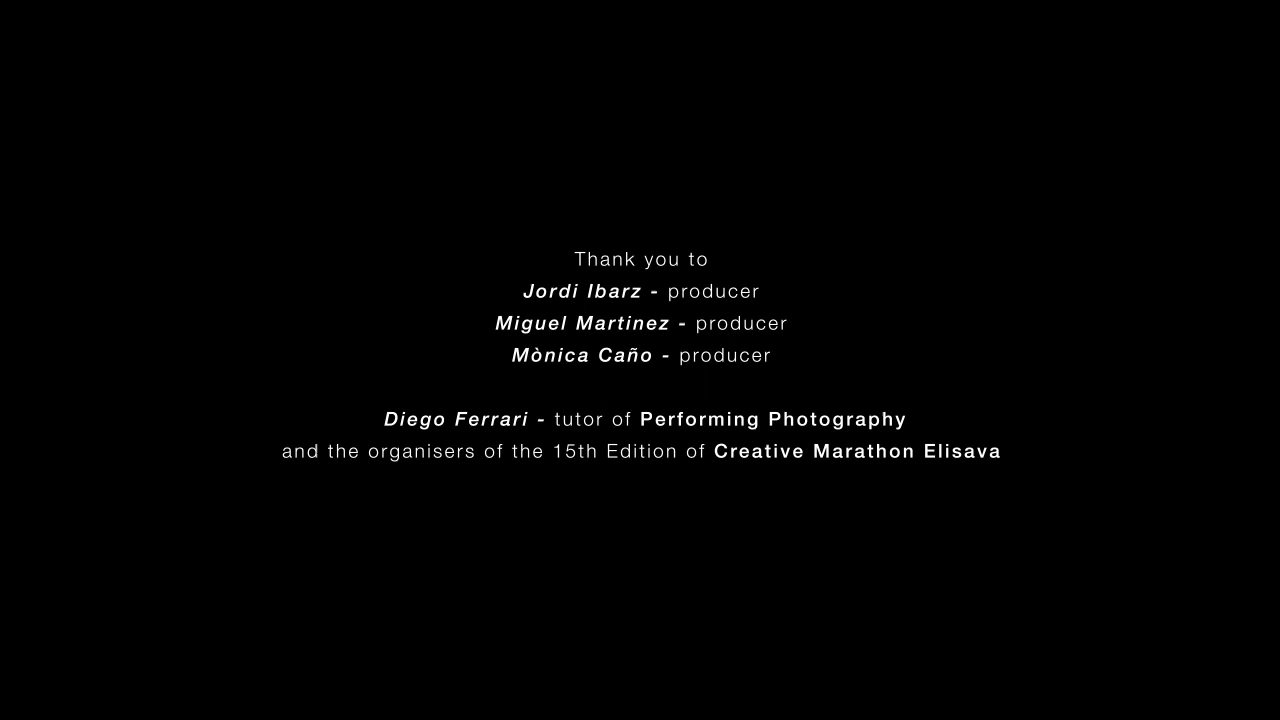 Thank you to
Jordi Ibarz - producer
Miguel Martinez - producer
Mònica Caño - producer
Diego Ferrari - tutor of Performing Photography
and the organisers of the 15th Edition of Creative Marathon Elisava